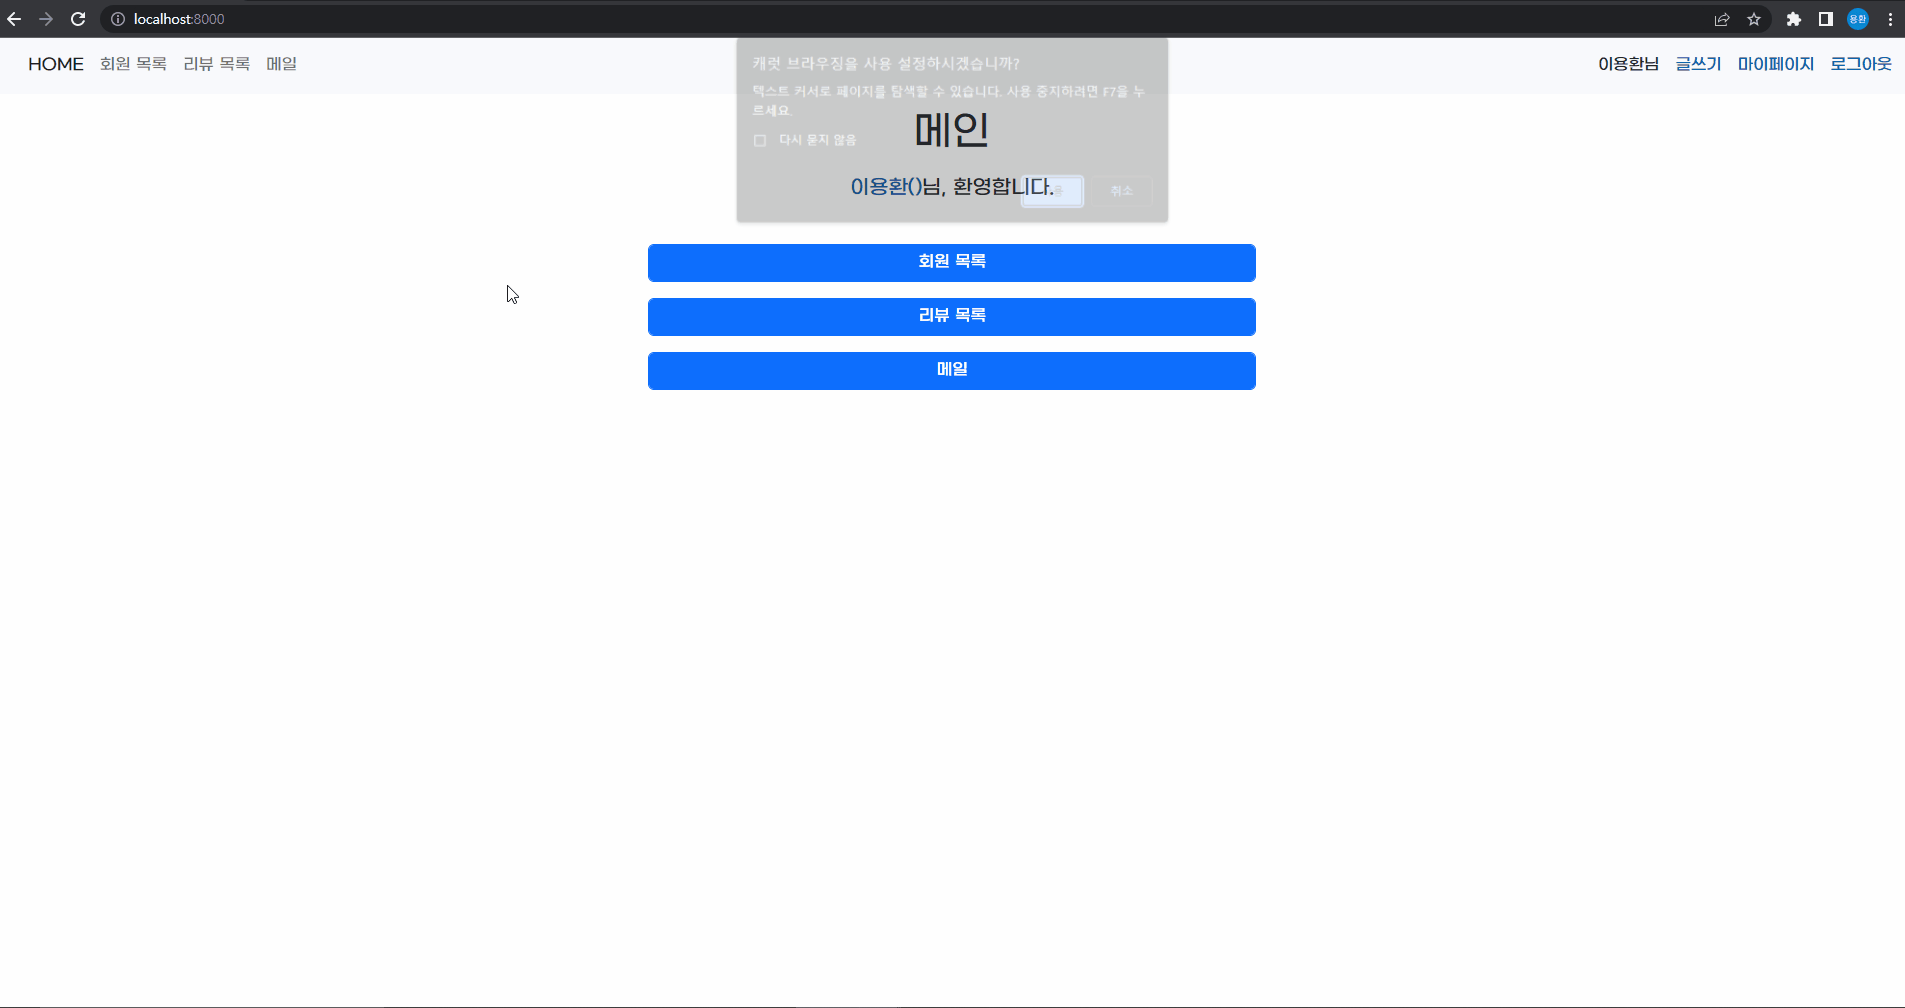 localhost:8000
용환
HOME 회원 목록 리뷰 목록 메일
이용환님 글쓰기 마이페이지 로그아웃
캐럿 브라우징을 사용 설정하시겠습니까?
텍스트 커서로 페이지를 탐색할 수 있습니다. 사용 중지하려면 F7을 누
르세요.
다시 묻지 않음
메인
이용환()님, 환영합니다.
취소
회원 목록
리뷰 목록
메일